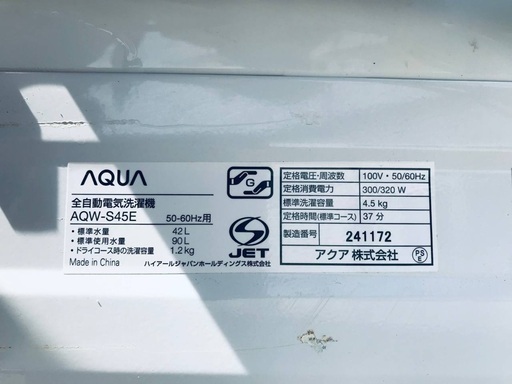 AQUA
全自動電気洗濯機
AQW-S45E 50-60Hz用
・標準水量 42L
・標準使用水量 90L
・ドライコース時の洗濯容量 1.2kg
Made in China ハイアールジャパンホールディングス株式会社
G
S
JET
定格電圧・周波数 100V・50/60Hz
定格消費電力 300/320W
標準洗濯容量 4.5kg
定格時間(標準コース) 37分
製造番号 241172
アクア株式会社
PS
E